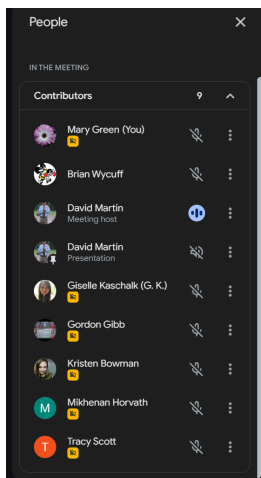 People
IN THE MEETING
Contributors 9
Mary Green (You)
Brian Wycuff
David Martin
Meeting host
David Martin
Presentation
Giselle Kaschalk (G. K.)
Gordon Gibb
Kristen Bowman
M Mikhenan Horvath
T Tracy Scott